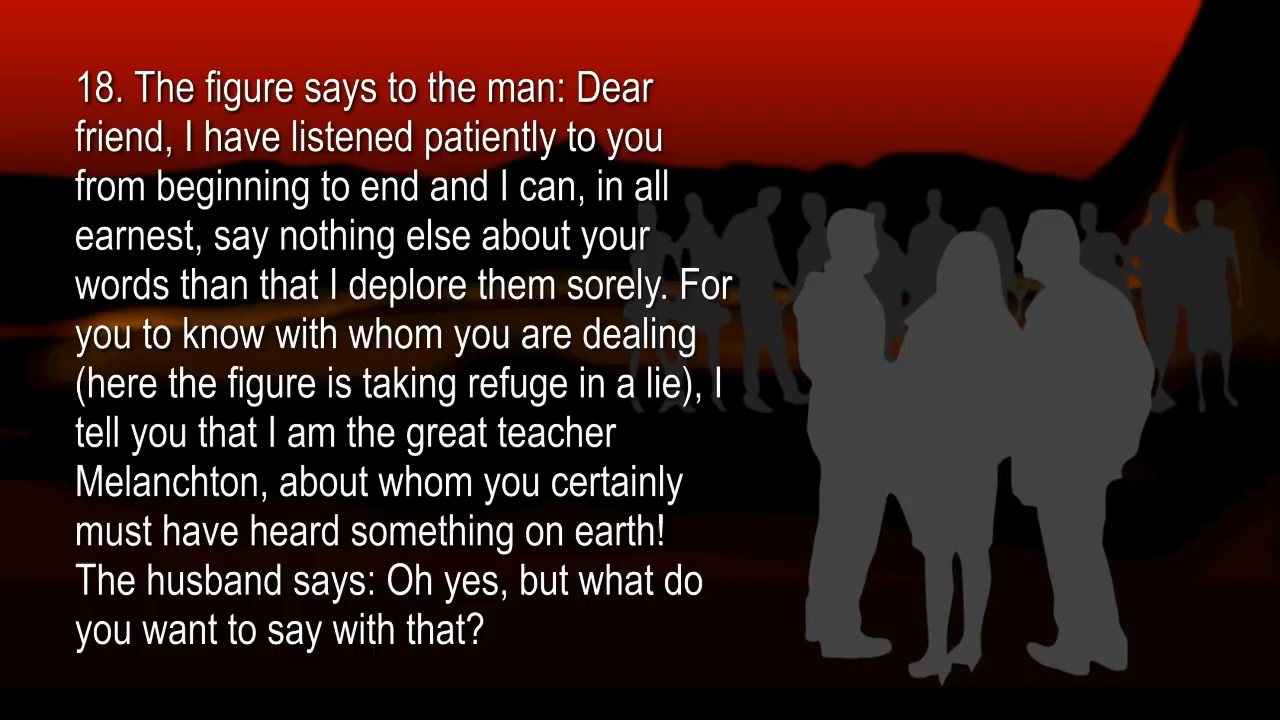 18. The figure says to the man: Dear
friend, I have listened patiently to you
from beginning to end and I can, in all
earnest, say nothing else about your
words than that I deplore them sorely. For
you to know with whom you are dealing
(here the figure is taking refuge in a lie), I
tell you that I am the great teacher
Melanchton, about whom you certainly
must have heard something on earth!
The husband says: Oh yes, but what do
you want to say with that?